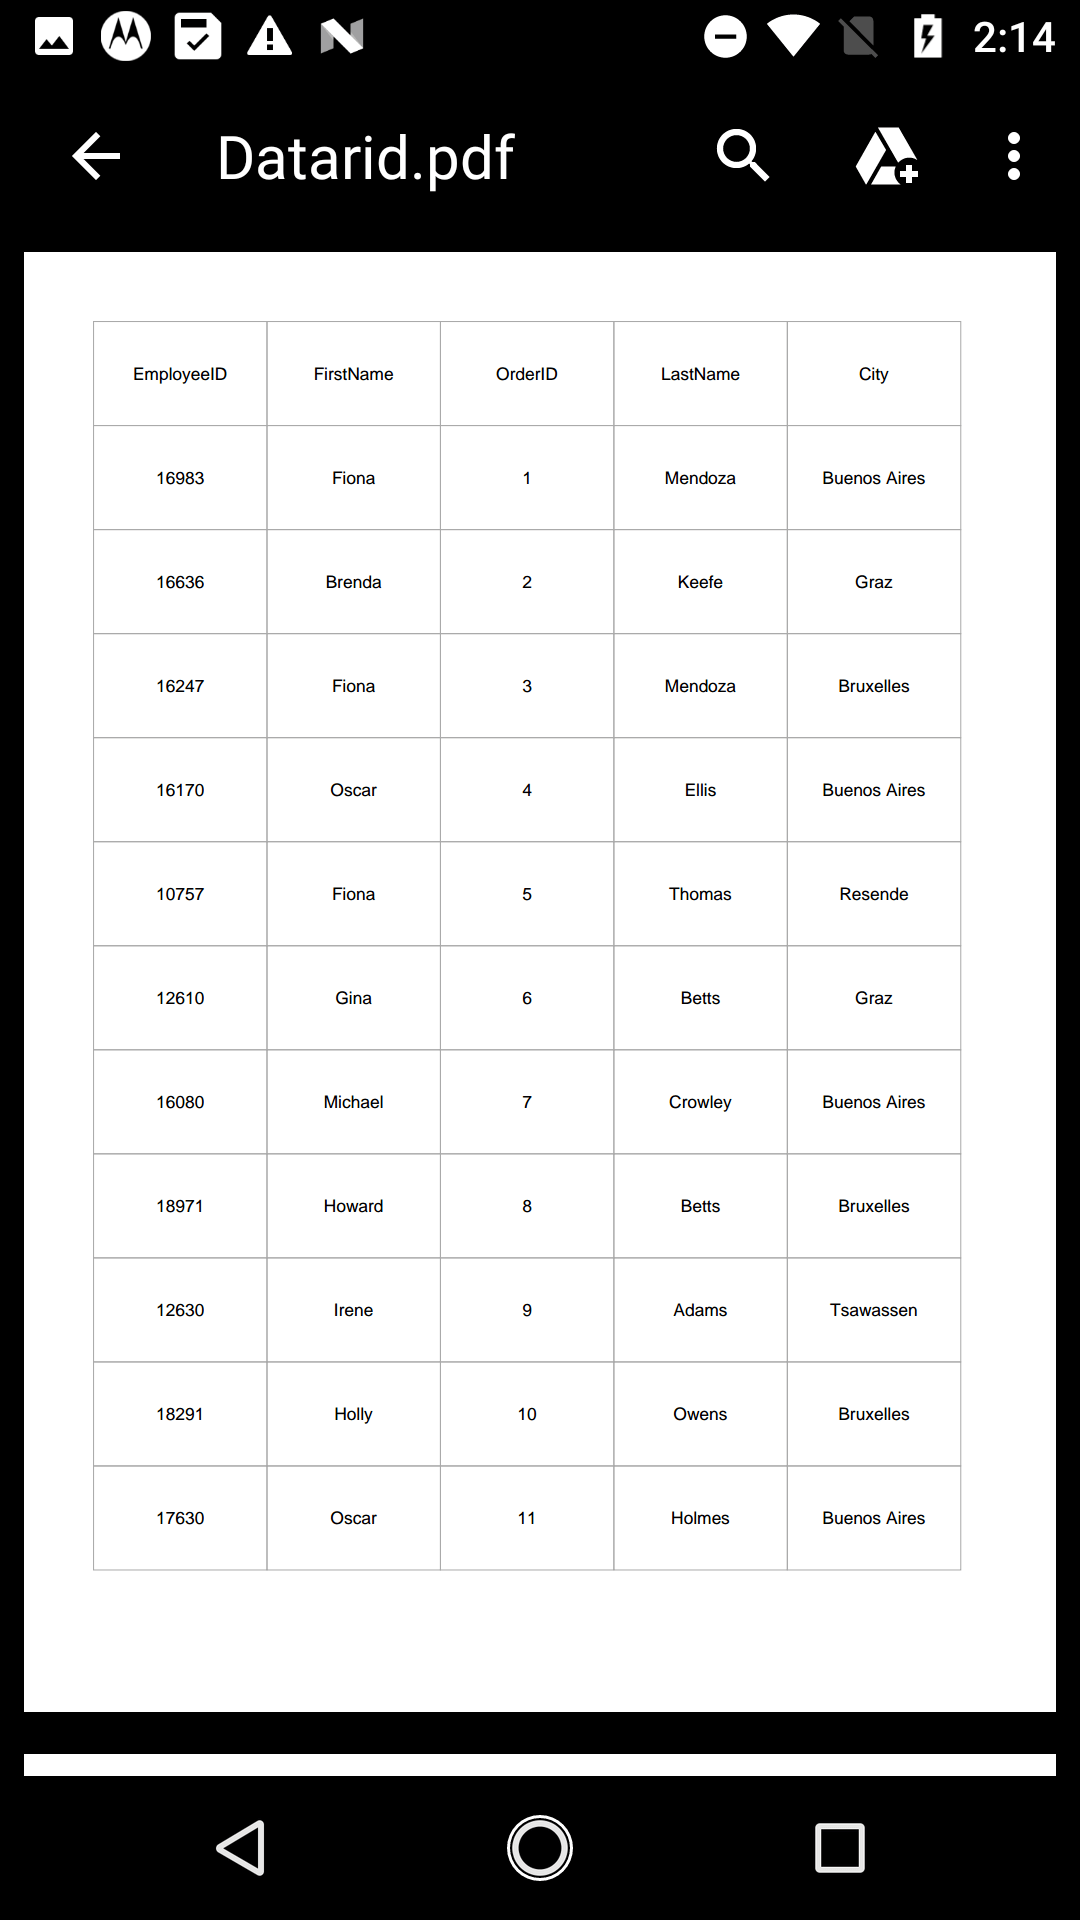 2:14
Datarid.pdf
EmployeeID FirstName OrderID LastName City
16983 Fiona 1 Mendoza Buenos Aires
16636 Brenda 2 Keefe Graz
16247 Fiona 3 Mendoza Bruxelles
16170 Oscar 4 Ellis Buenos Aires
10757 Fiona 5 Thomas Resende
12610 Gina 6 Betts Graz
16080 Michael 7 Crowley Buenos Aires
18971 Howard 8 Betts Bruxelles
12630 Irene 9 Adams Tsawassen
18291 Holly 10 Owens Bruxelles
17630 Oscar 11 Holmes Buenos Aires